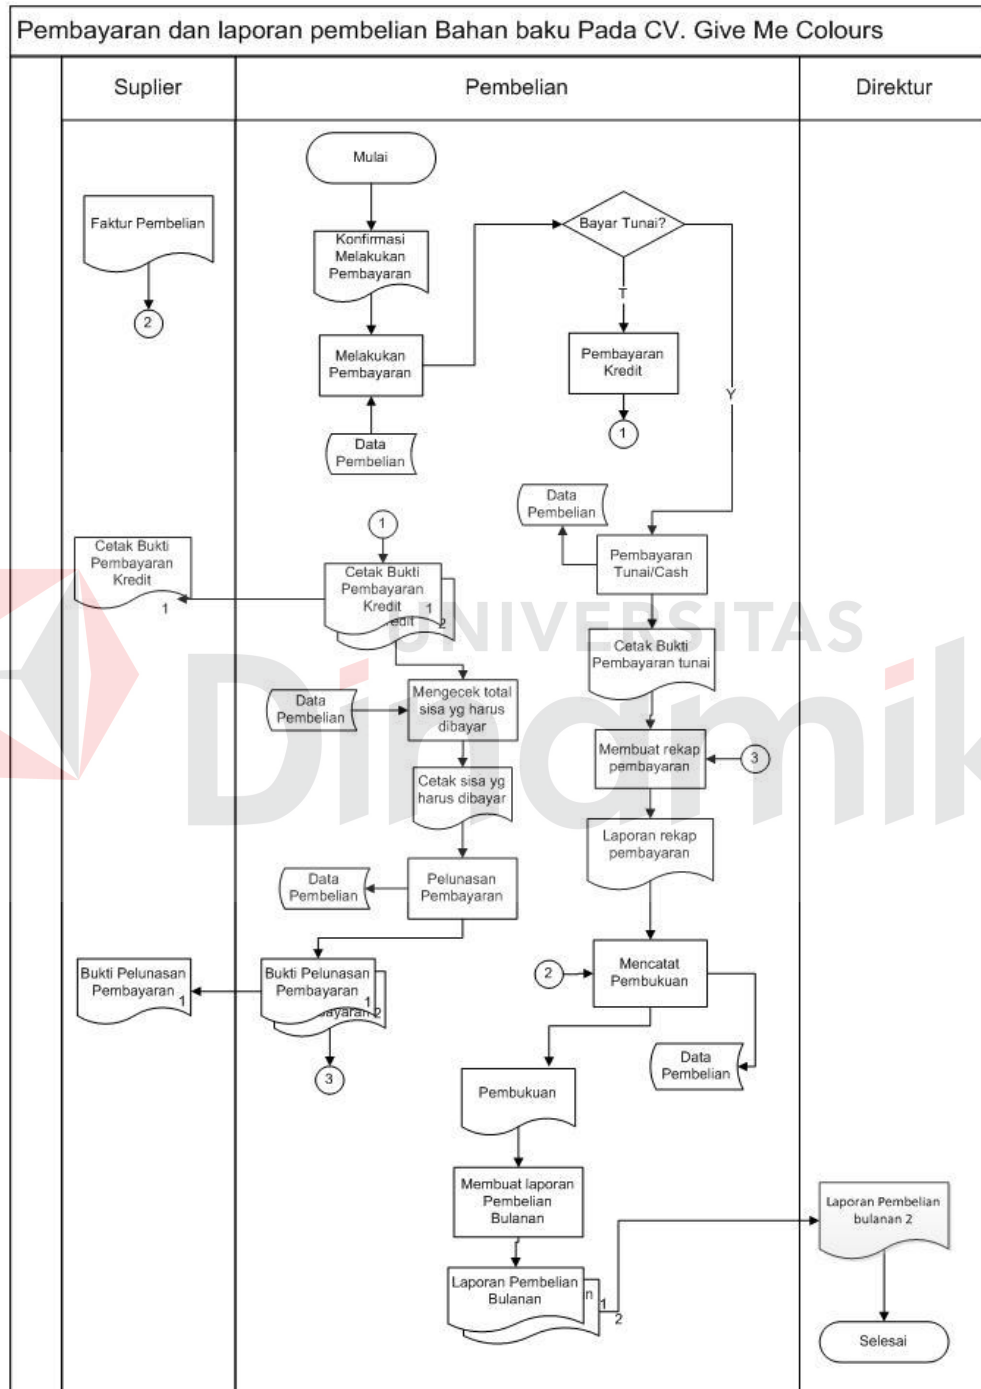 Pembayaran dan laporan pembelian Bahan baku Pada CV. Give Me Colours
Suplier
Pembelian
Direktur
Mulai
Faktur Pembelian
2
Konfirmasi
Melakukan
Pembayaran
Bayar Tunai?
T
Y
Melakukan
Pembayaran
Pembayaran
Kredit
1
Data
Pembelian
Data
Pembelian
1
Cetak Bukti
Pembayaran
Kredit
1
Cetak Bukti
Pembayaran
Kredit 1
edit 2
Pembayaran
Tunai/Cash
UNIVERSITAS
Dinamik
Cetak Bukti
Pembayaran tunai
Data
Pembelian
Mengecek total
sisa yg harus
dibayar
Membuat rekap
pembayaran
3
Cetak sisa yg
harus dibayar
Laporan rekap
pembayaran
Data
Pembelian
Pelunasan
Pembayaran
Bukti Pelunasan
Pembayaran
1
Bukti Pelunasan
Pembayaran 1
ayaran 2
3
2
Mencatat
Pembukuan
Data
Pembelian
Pembukuan
Membuat laporan
Pembelian
Bulanan
Laporan Pembelian
Bulanan
n
1
2
Laporan Pembelian
bulanan 2
Selesai